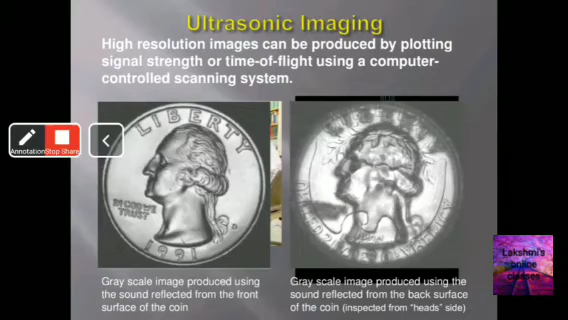 Ultrasonic Imaging
High resolution images can be produced by plotting
signal strength or time-of-flight using a computer-
controlled scanning system.
LIBERTY
IN GOD WE
TRUST
1991
Annotation
Stop Share
Gray scale image produced using
the sound reflected from the front
surface of the coin
Gray scale image produced using the
sound reflected from the back surface
of the coin (inspected from “heads” side)
Lakshmi's
online
classes